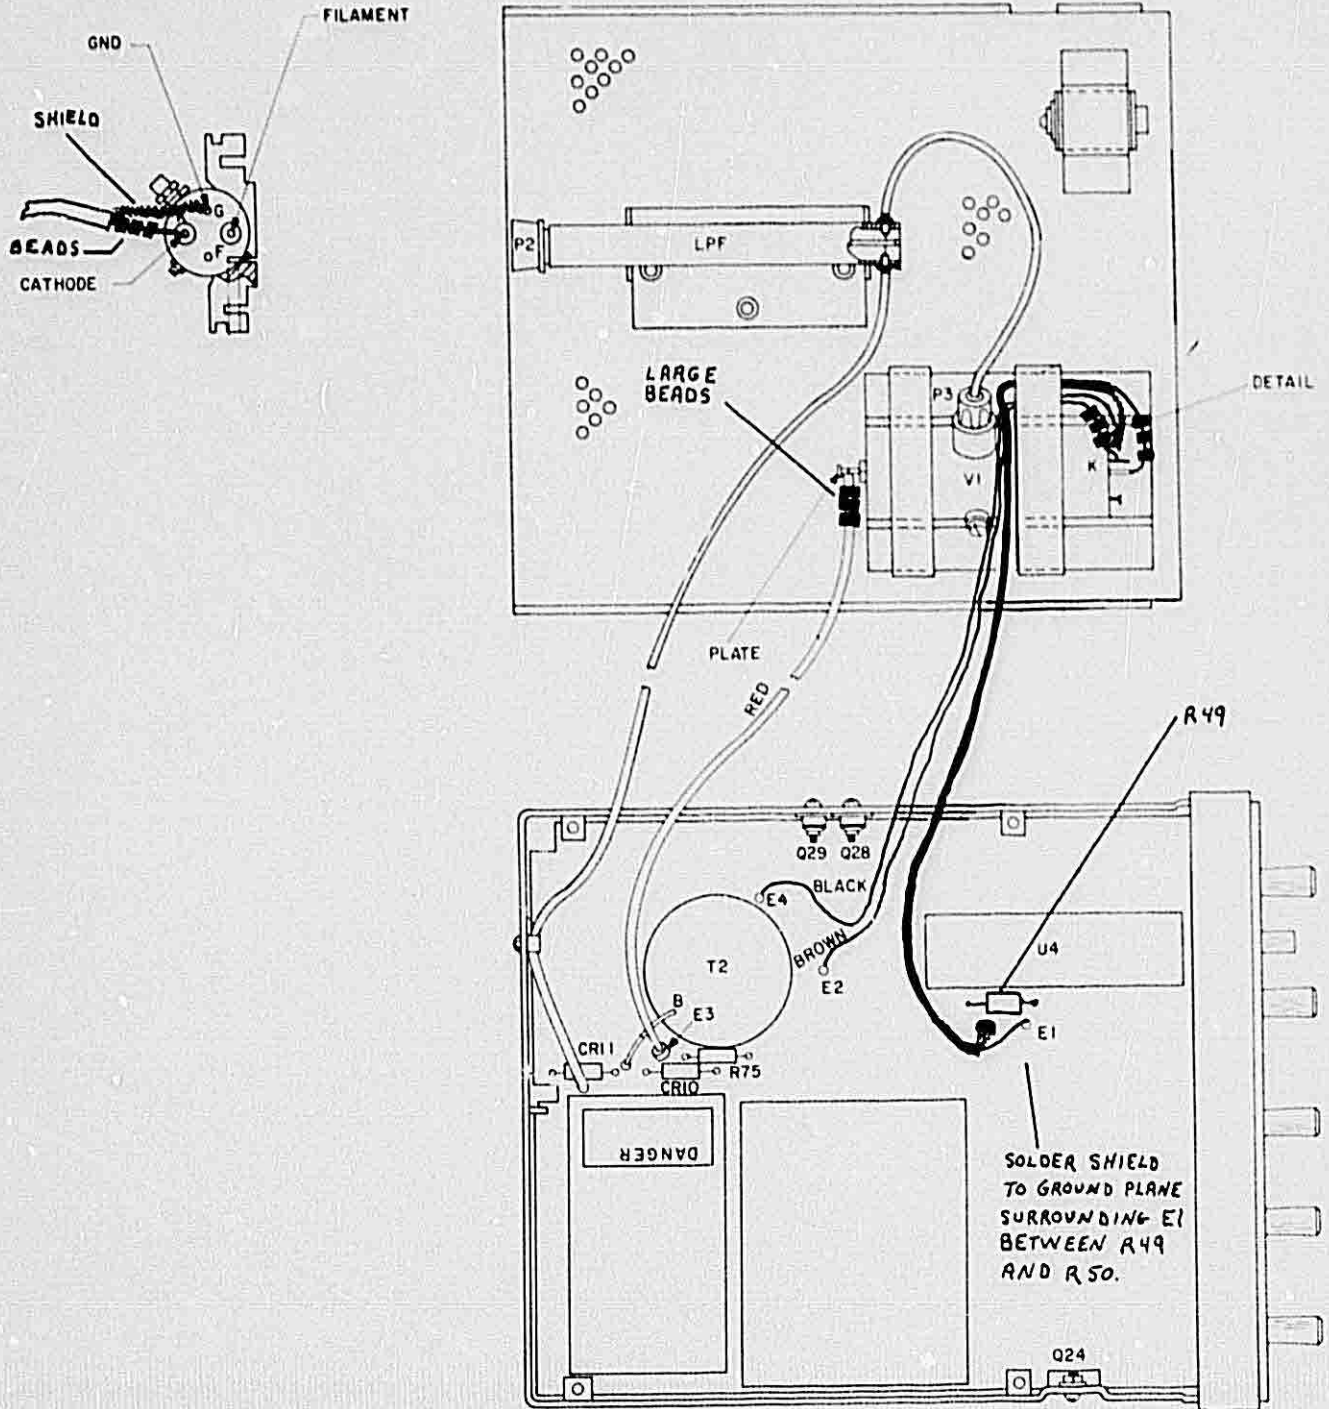 FILAMENT
GND
SHIELD
G
F
BEADS
CATHODE
P2
LPF
LARGE
BEADS
P3
DETAIL
K
V1
PLATE
RED
R49
Q29
Q28
BLACK
E4
BROWN
T2
E2
U4
B
E3
E1
CR11
R75
CR10
DANGER
SOLDER SHIELD
TO GROUND PLANE
SURROUNDING E1
BETWEEN R49
AND R50.
Q24